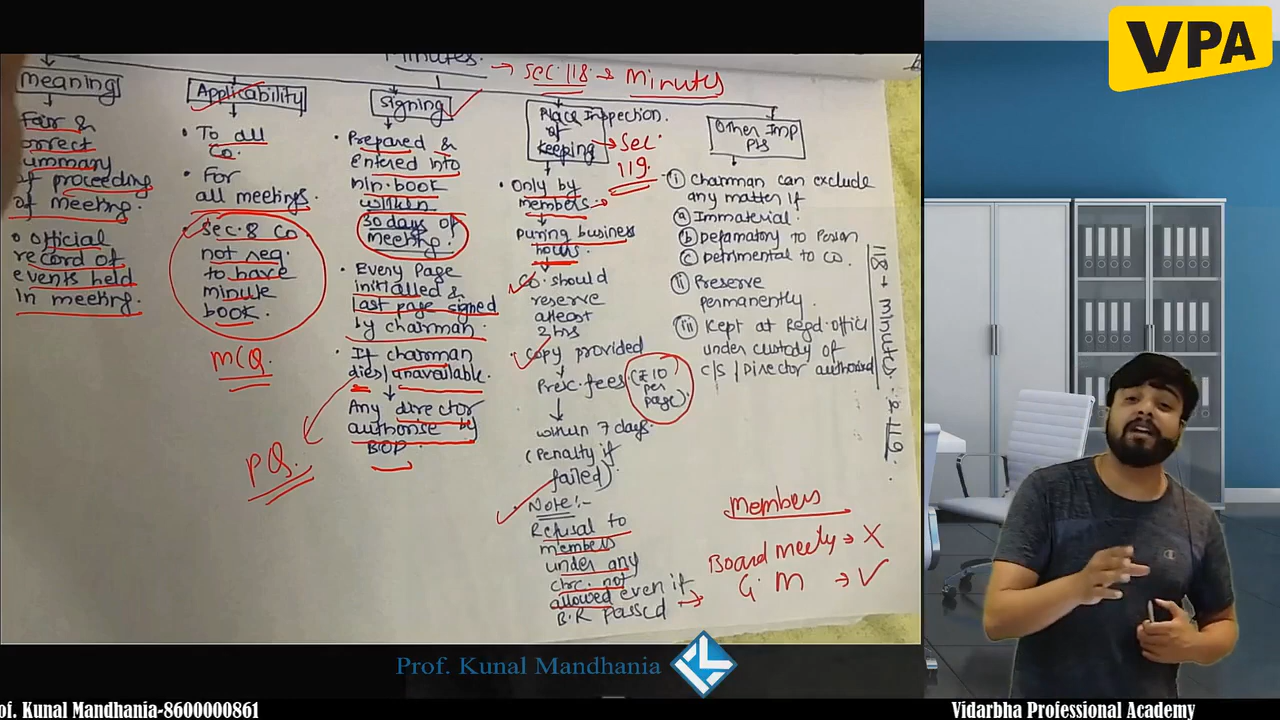 VPA
Minutes.
→ Sec.118 → Minutes
Meaning
Fair &
orrect
summary
of proceeding
of meeting.
• Official
record of
events held
in meeting.
Applicability
• To all
Co.
• For
all meetings.
• Sec.8 Co
not req.
to have
minute
book.
MCQ.
Signing
• Prepared &
entered into
min.book
within
30 days of
meeting.
• Every Page
initialled &
last page signed
by chairman.
• If chairman
dies/unavailable.
Any director
authorise by
BOD.
PQ.
Place Inspection.
of
keeping
→ Sec
119.
• Only by
members.
During business
hours.
Co. should
reserve
atleast
2 hrs
Copy provided
Presc. fees (₹10
per
page).
within 7 days.
(Penalty if
failed)
Note:-
Refusal to
members
under any
circ. not
allowed even if
B.R passed
Other Imp
Pts
(i) Chairman can exclude
any matter if
(a) Immaterial.
(b) Defamatory to Person
(c) Detrimental to Co.
(ii) Preserve
permanently.
(iii) Kept at Regd. offici
under custody of
C/S / Director authorised
118 + Minuts.
& 119.
Members
Board meety → X
G. M → ✓
Prof. Kunal Mandhania
of. Kunal Mandhania-8600000861
Vidarbha Professional Academy